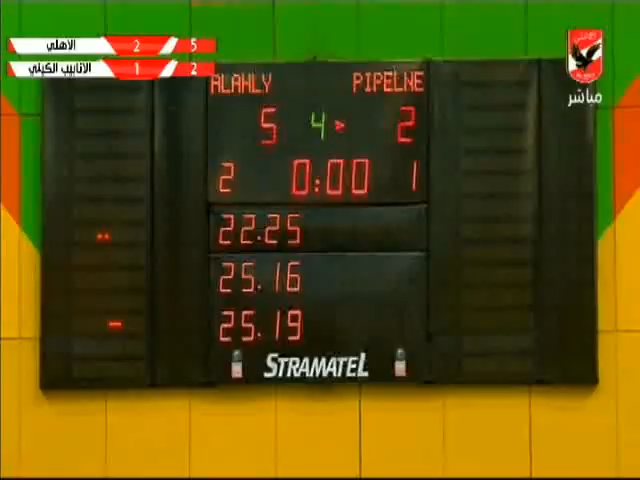 الاهلي 2 5
الانابيب الكيني 1 2
مباشر
ALAHLY PIPELNE
5 4 2
2 0:00 1
22.25
25.16
25.19
STRAMATEL